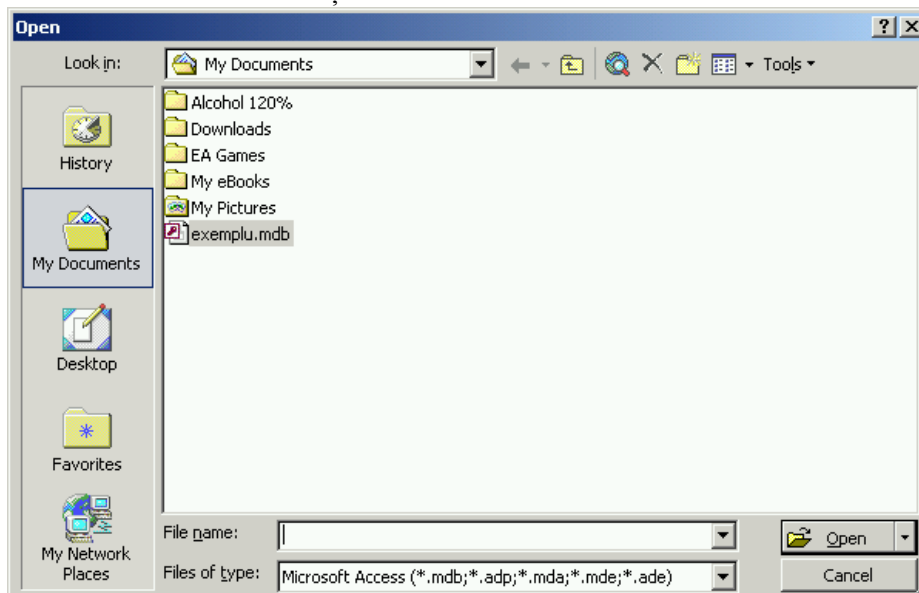 Open
Look in: My Documents Tools
Alcohol 120%
Downloads
EA Games
My eBooks
My Pictures
exemplu.mdb
History
My Documents
Desktop
Favorites
My Network
Places
File name: Open
Files of type: Microsoft Access (*.mdb;*.adp;*.mda;*.mde;*.ade) Cancel